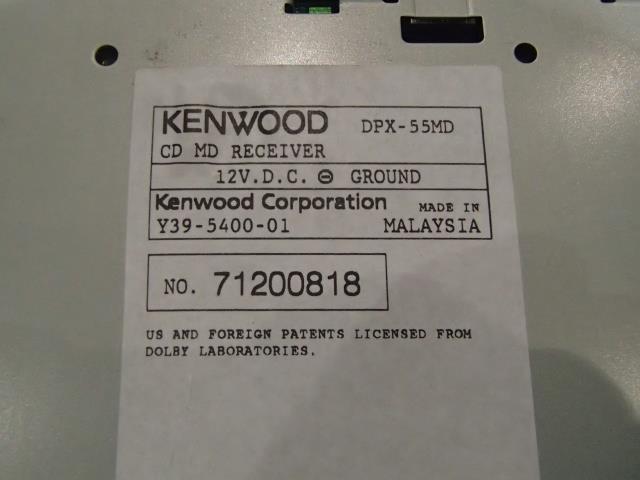 KENWOOD DPX-55MD
CD MD RECEIVER
12V.D.C. ⊖ GROUND
Kenwood Corporation MADE IN
Y39-5400-01 MALAYSIA
NO. 71200818
US AND FOREIGN PATENTS LICENSED FROM
DOLBY LABORATORIES.